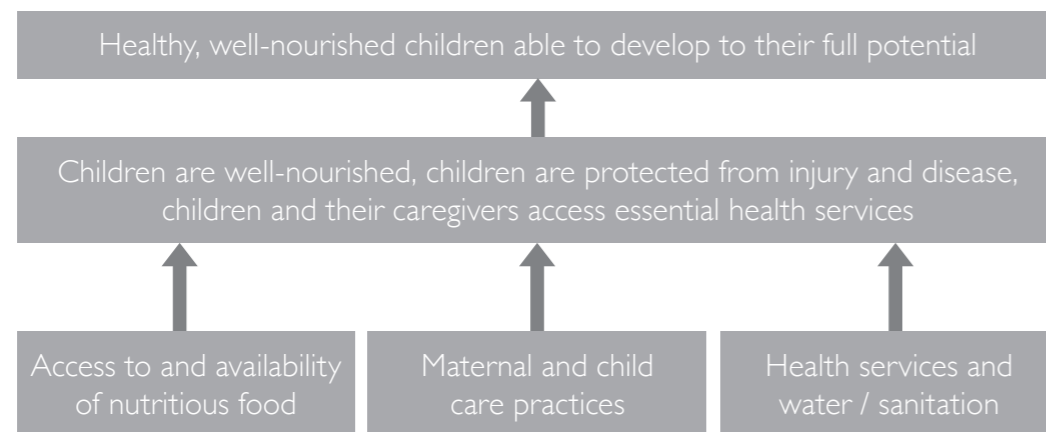 Healthy, well-nourished children able to develop to their full potential
Children are well-nourished, children are protected from injury and disease,
children and their caregivers access essential health services
Access to and availability
of nutritious food
Maternal and child
care practices
Health services and
water / sanitation